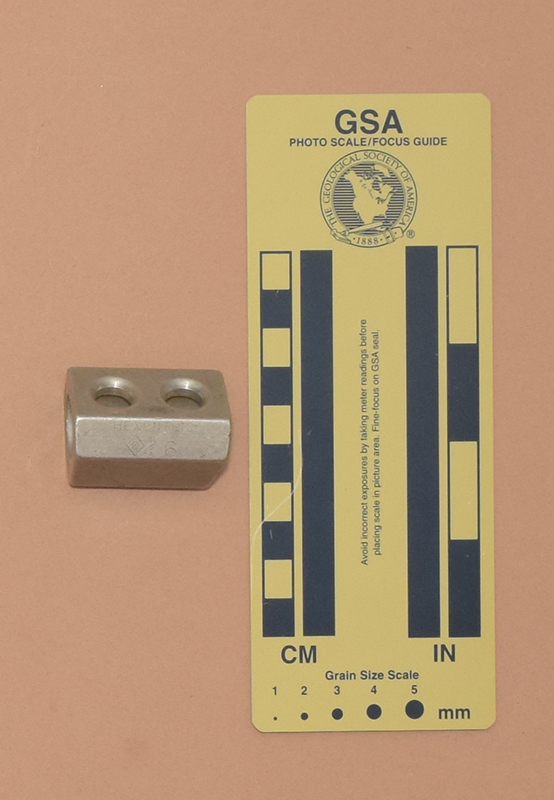 GSA
PHOTO SCALE/FOCUS GUIDE
THE GEOLOGICAL SOCIETY OF AMERICA
1888
®
Avoid incorrect exposures by taking meter readings before
placing scale in picture area. Fine-focus on GSA seal.
CM
IN
Grain Size Scale
1 2 3 4 5
mm